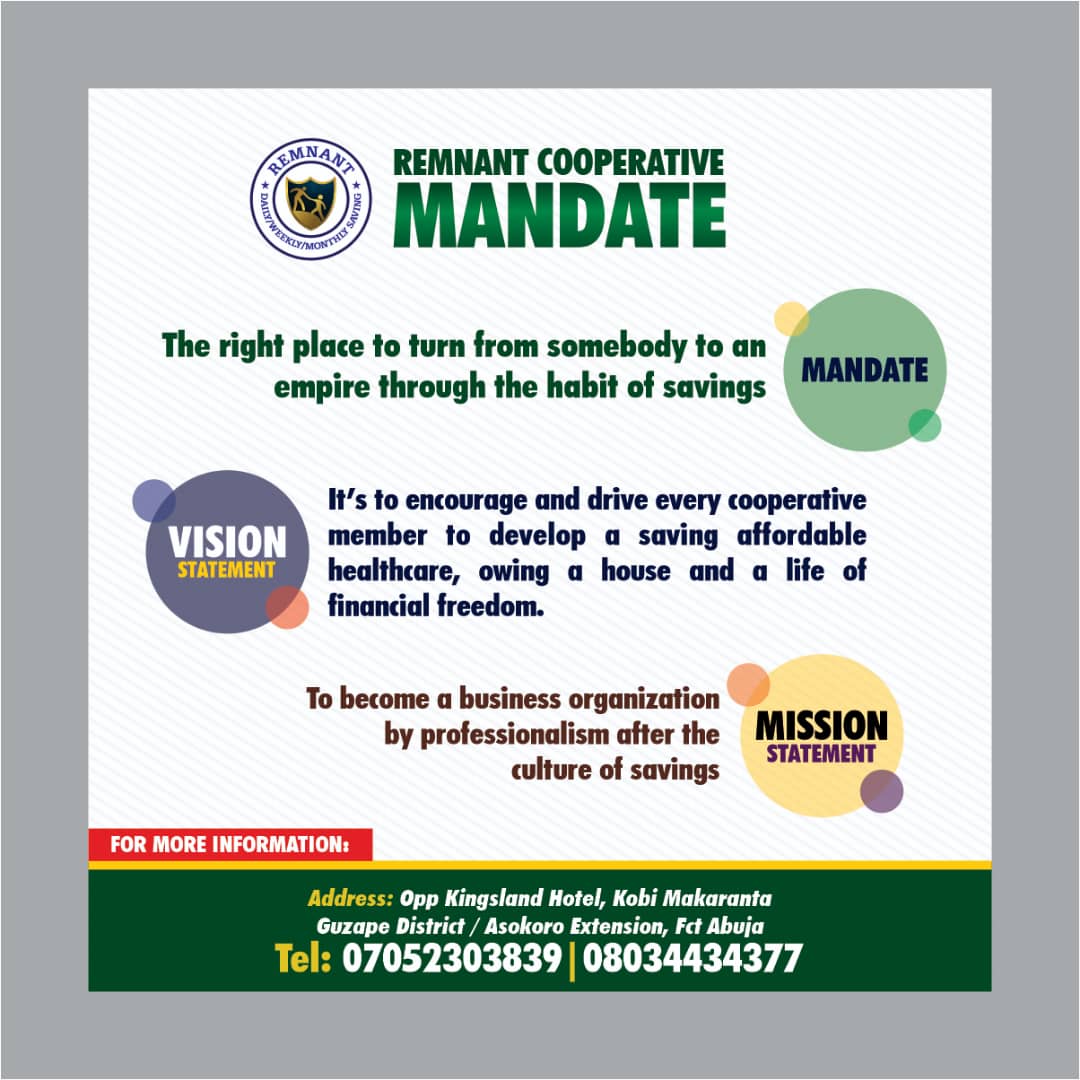 REMNANT
DAILY/WEEKLY/MONTHLY SAVING
REMNANT COOPERATIVE
MANDATE
The right place to turn from somebody to an
empire through the habit of savings
MANDATE
VISION
STATEMENT
It's to encourage and drive every cooperative
member to develop a saving affordable
healthcare, owing a house and a life of
financial freedom.
To become a business organization
by professionalism after the
culture of savings
MISSION
STATEMENT
FOR MORE INFORMATION:
Address: Opp Kingsland Hotel, Kobi Makaranta
Guzape District / Asokoro Extension, Fct Abuja
Tel: 07052303839|08034434377